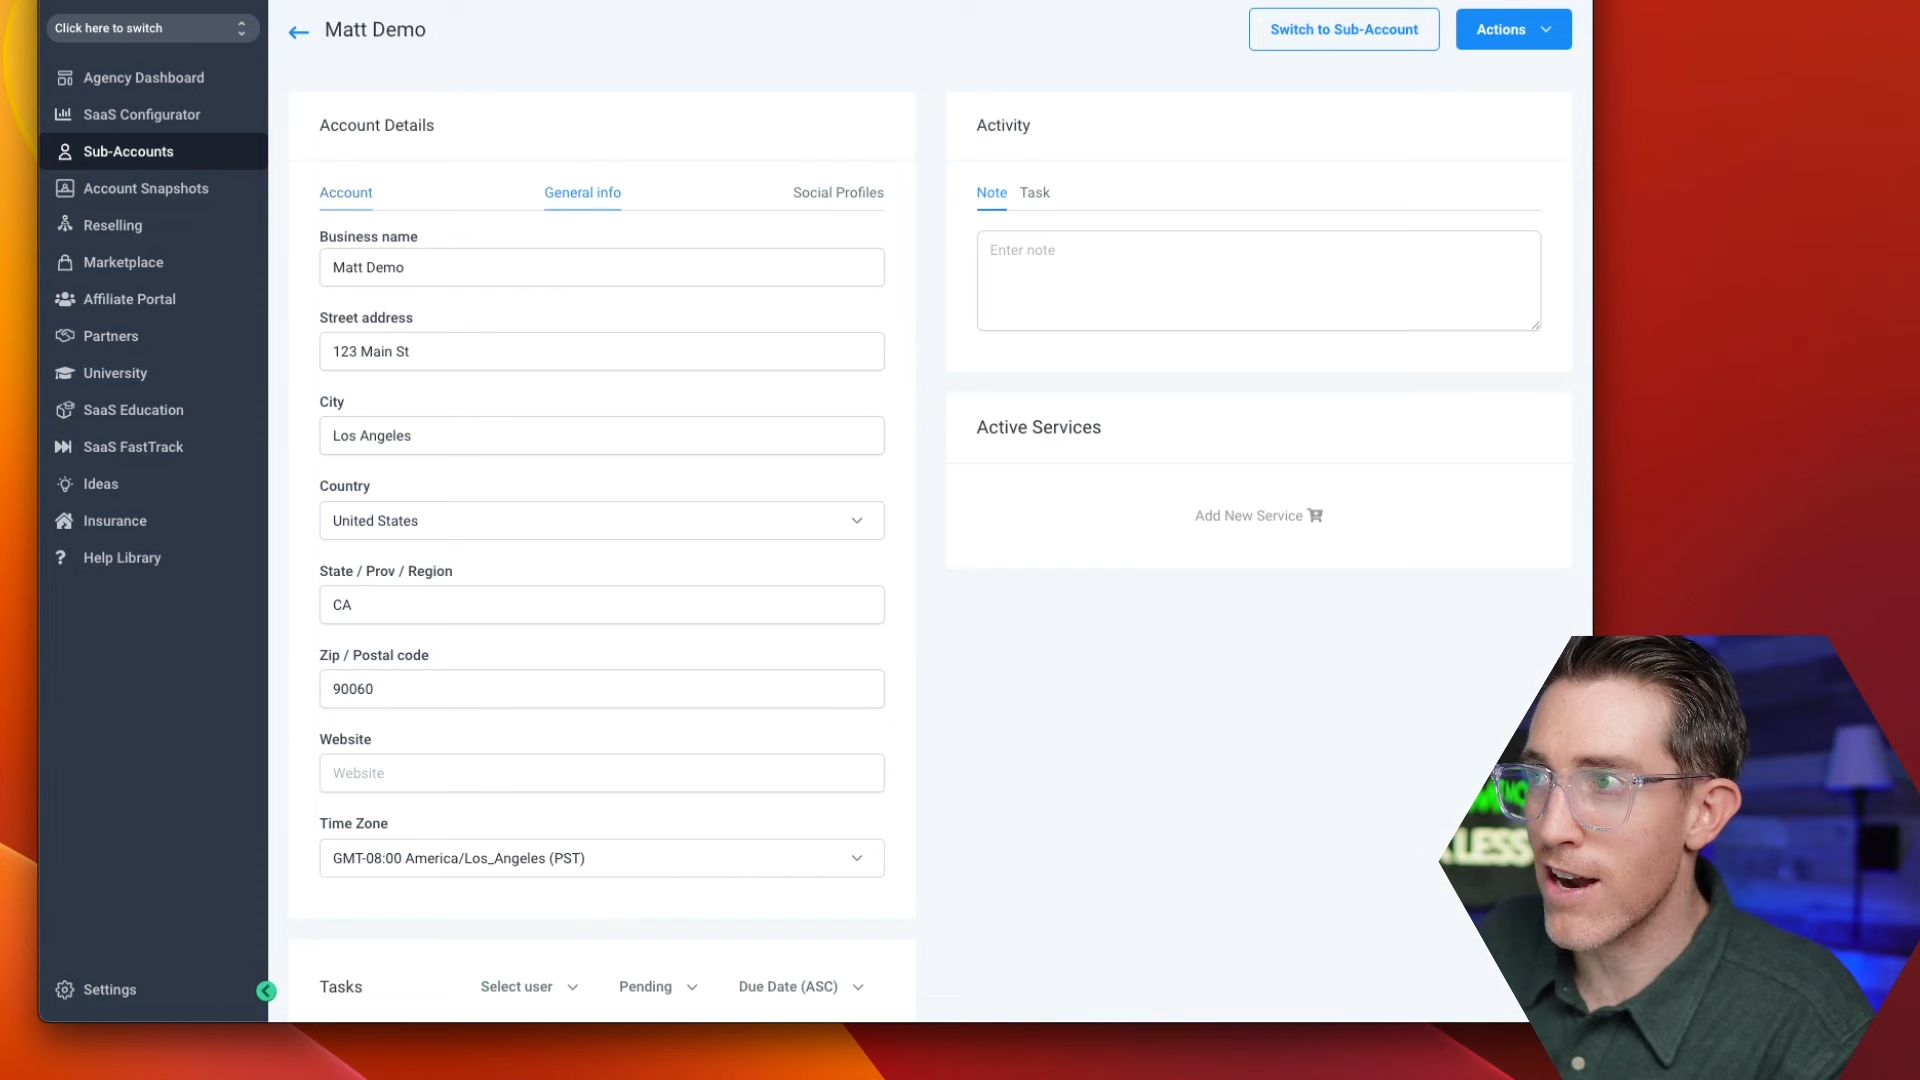 Click here to switch
Matt Demo
Switch to Sub-Account
Actions
Agency Dashboard
SaaS Configurator
Sub-Accounts
Account Snapshots
Reselling
Marketplace
Affiliate Portal
Partners
University
SaaS Education
SaaS FastTrack
Ideas
Insurance
? Help Library
Settings
Account Details
Account
General info
Social Profiles
Business name
Matt Demo
Street address
123 Main St
City
Los Angeles
Country
United States
State / Prov / Region
CA
Zip / Postal code
90060
Website
Website
Time Zone
GMT-08:00 America/Los_Angeles (PST)
Tasks
Select user
Pending
Due Date (ASC)
Activity
Note
Task
Enter note
Active Services
Add New Service